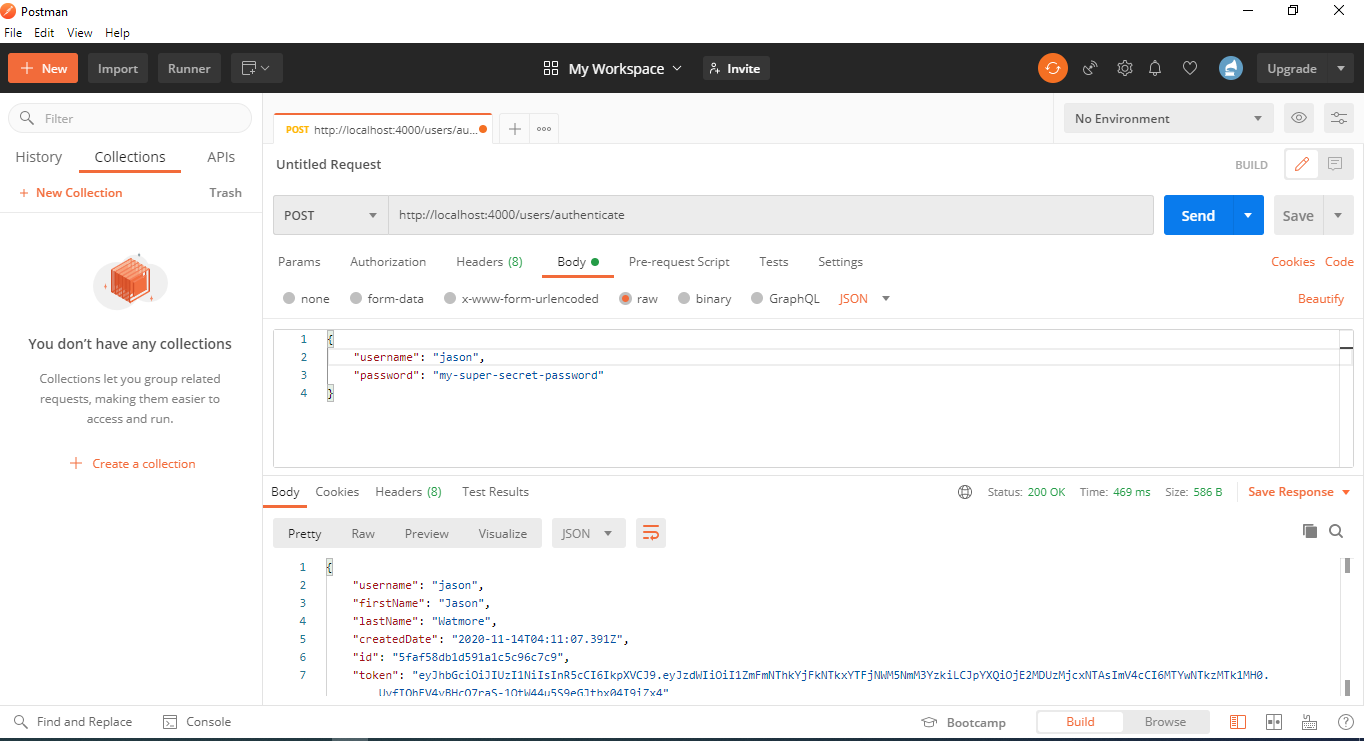 Postman
File Edit View Help
New Import Runner My Workspace Invite Upgrade
Filter
History Collections APIs
New Collection Trash
You don't have any collections
Collections let you group related
requests, making them easier to
access and run.
Create a collection
POST http://localhost:4000/users/au...
No Environment
Untitled Request
BUILD
POST http://localhost:4000/users/authenticate Send Save
Params Authorization Headers (8) Body Pre-request Script Tests Settings Cookies Code
none form-data x-www-form-urlencoded raw binary GraphQL JSON Beautify
1 {
2 "username": "jason",
3 "password": "my-super-secret-password"
4 }
Body Cookies Headers (8) Test Results Status: 200 OK Time: 469 ms Size: 586 B Save Response
Pretty Raw Preview Visualize JSON
1 {
2 "username": "jason",
3 "firstName": "Jason",
4 "lastName": "Watmore",
5 "createdDate": "2020-11-14T04:11:07.391Z",
6 "id": "5faf58db1d591a1c5c96c7c9",
7 "token":
Find and Replace Console Bootcamp Build Browse